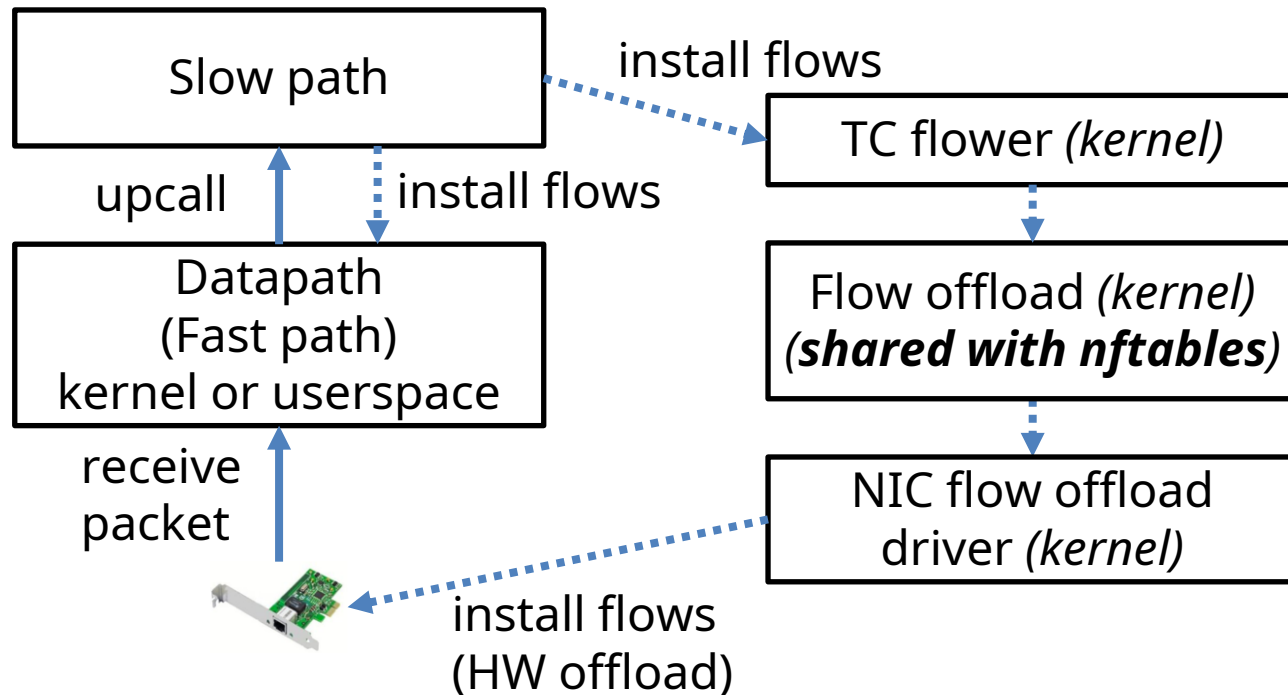 Slow path
install flows
TC flower (kernel)
upcall
install flows
Datapath
(Fast path)
kernel or userspace
Flow offload (kernel)
(shared with nftables)
receive
packet
NIC flow offload
driver (kernel)
install flows
(HW offload)